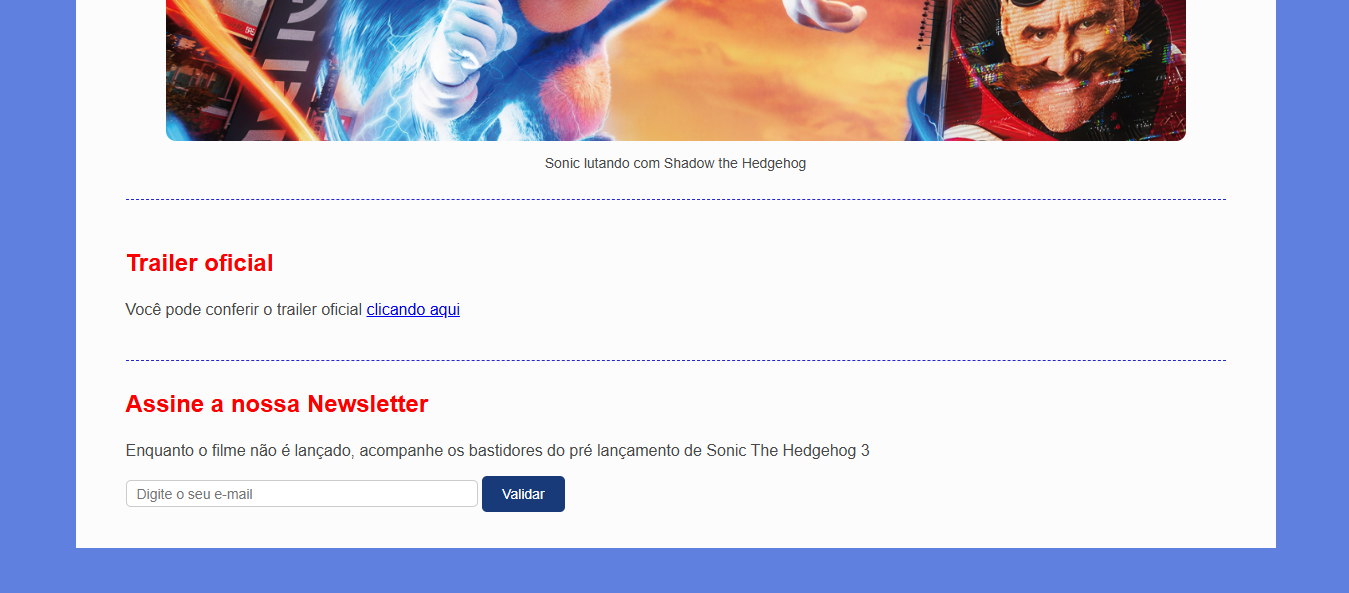 Sonic lutando com Shadow the Hedgehog
Trailer oficial
Você pode conferir o trailer oficial clicando aqui
Assine a nossa Newsletter
Enquanto o filme não é lançado, acompanhe os bastidores do pré lançamento de Sonic The Hedgehog 3
Digite o seu e-mail Validar